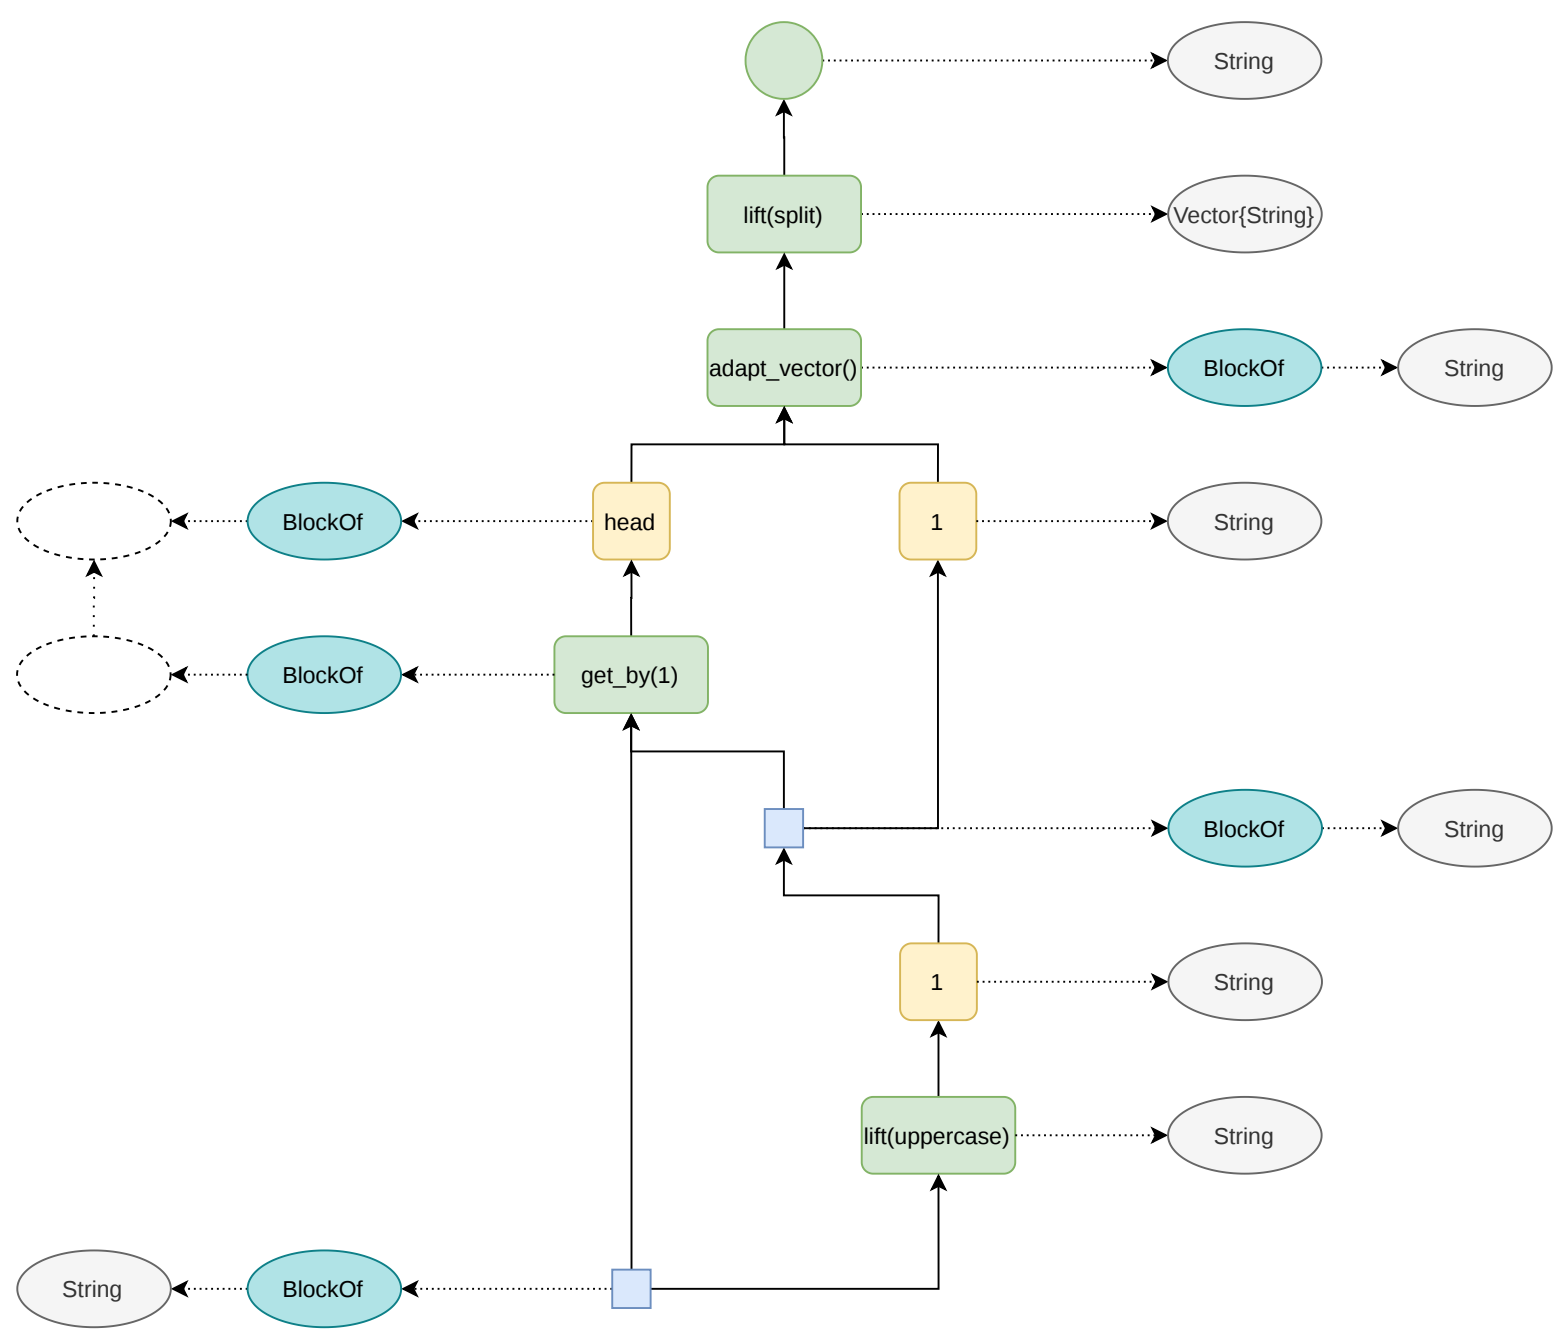 String
lift(split)
Vector{String}
adapt_vector()
BlockOf
String
BlockOf
head
1
String
BlockOf
get_by(1)
BlockOf
String
1
String
lift(uppercase)
String
String
BlockOf